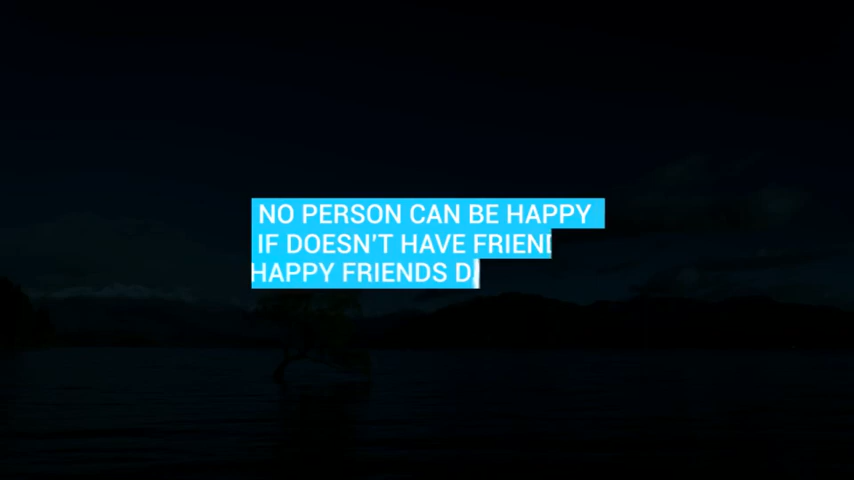 NO PERSON CAN BE HAPPY
IF DOESN'T HAVE
HAPPY FRIENDS